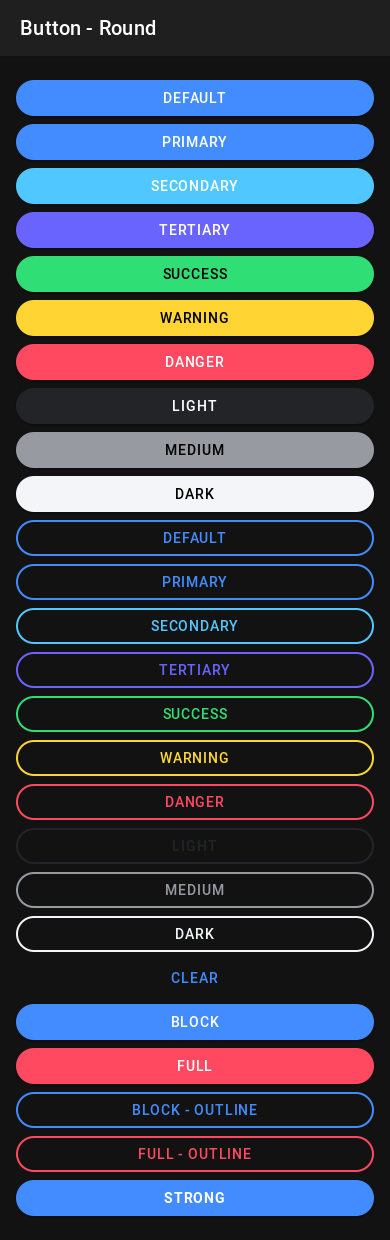 Button - Round
DEFAULT
PRIMARY
SECONDARY
TERTIARY
SUCCESS
WARNING
DANGER
LIGHT
MEDIUM
DARK
DEFAULT
PRIMARY
SECONDARY
TERTIARY
SUCCESS
WARNING
DANGER
LIGHT
MEDIUM
DARK
CLEAR
BLOCK
FULL
BLOCK - OUTLINE
FULL - OUTLINE
STRONG